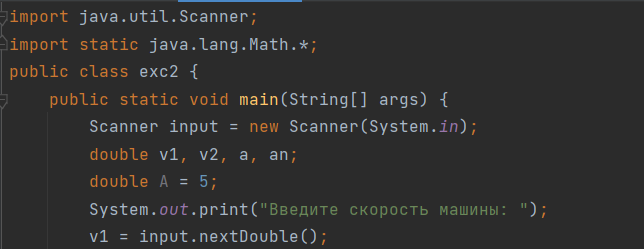 import java.util.Scanner;
import static java.lang.Math.*;
public class exc2 {
    public static void main(String[] args) {
        Scanner input = new Scanner(System.in);
        double v1, v2, a, an;
        double A = 5;
        System.out.print("Введите скорость машины: ");
        v1 = input.nextDouble();